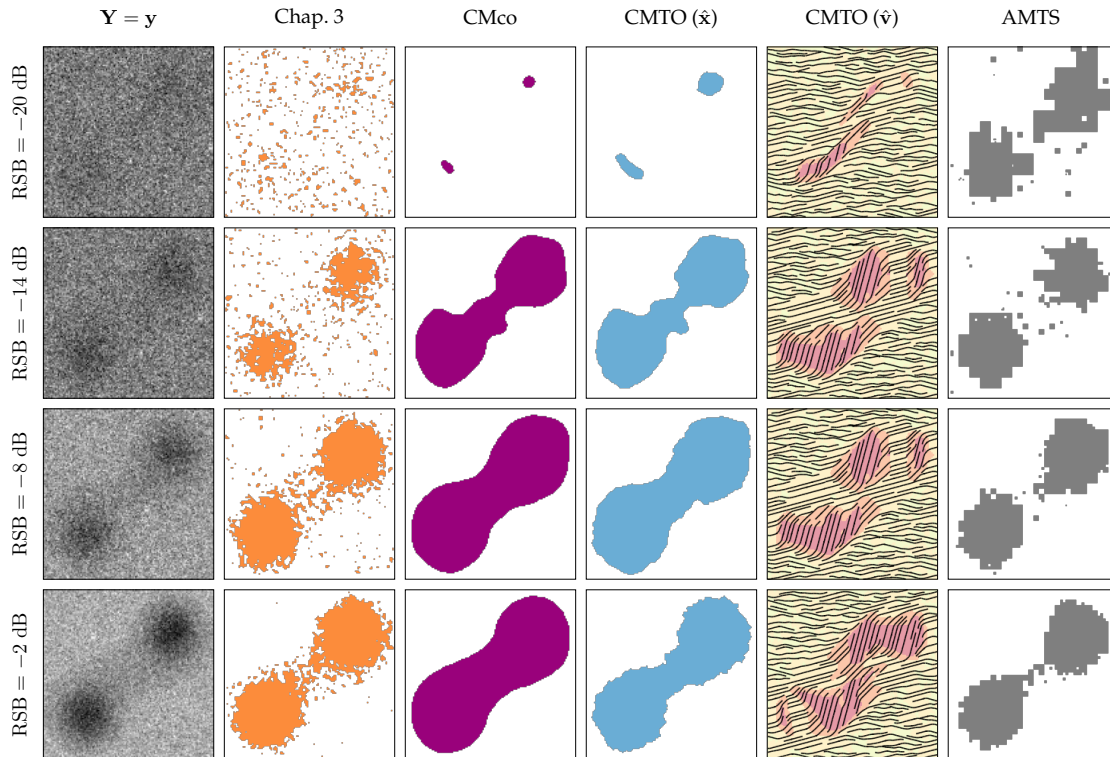 Y = y Chap. 3 CMco CMTO (x̂) CMTO (v̂) AMTS
RSB = −20 dB
RSB = −14 dB
RSB = −8 dB
RSB = −2 dB